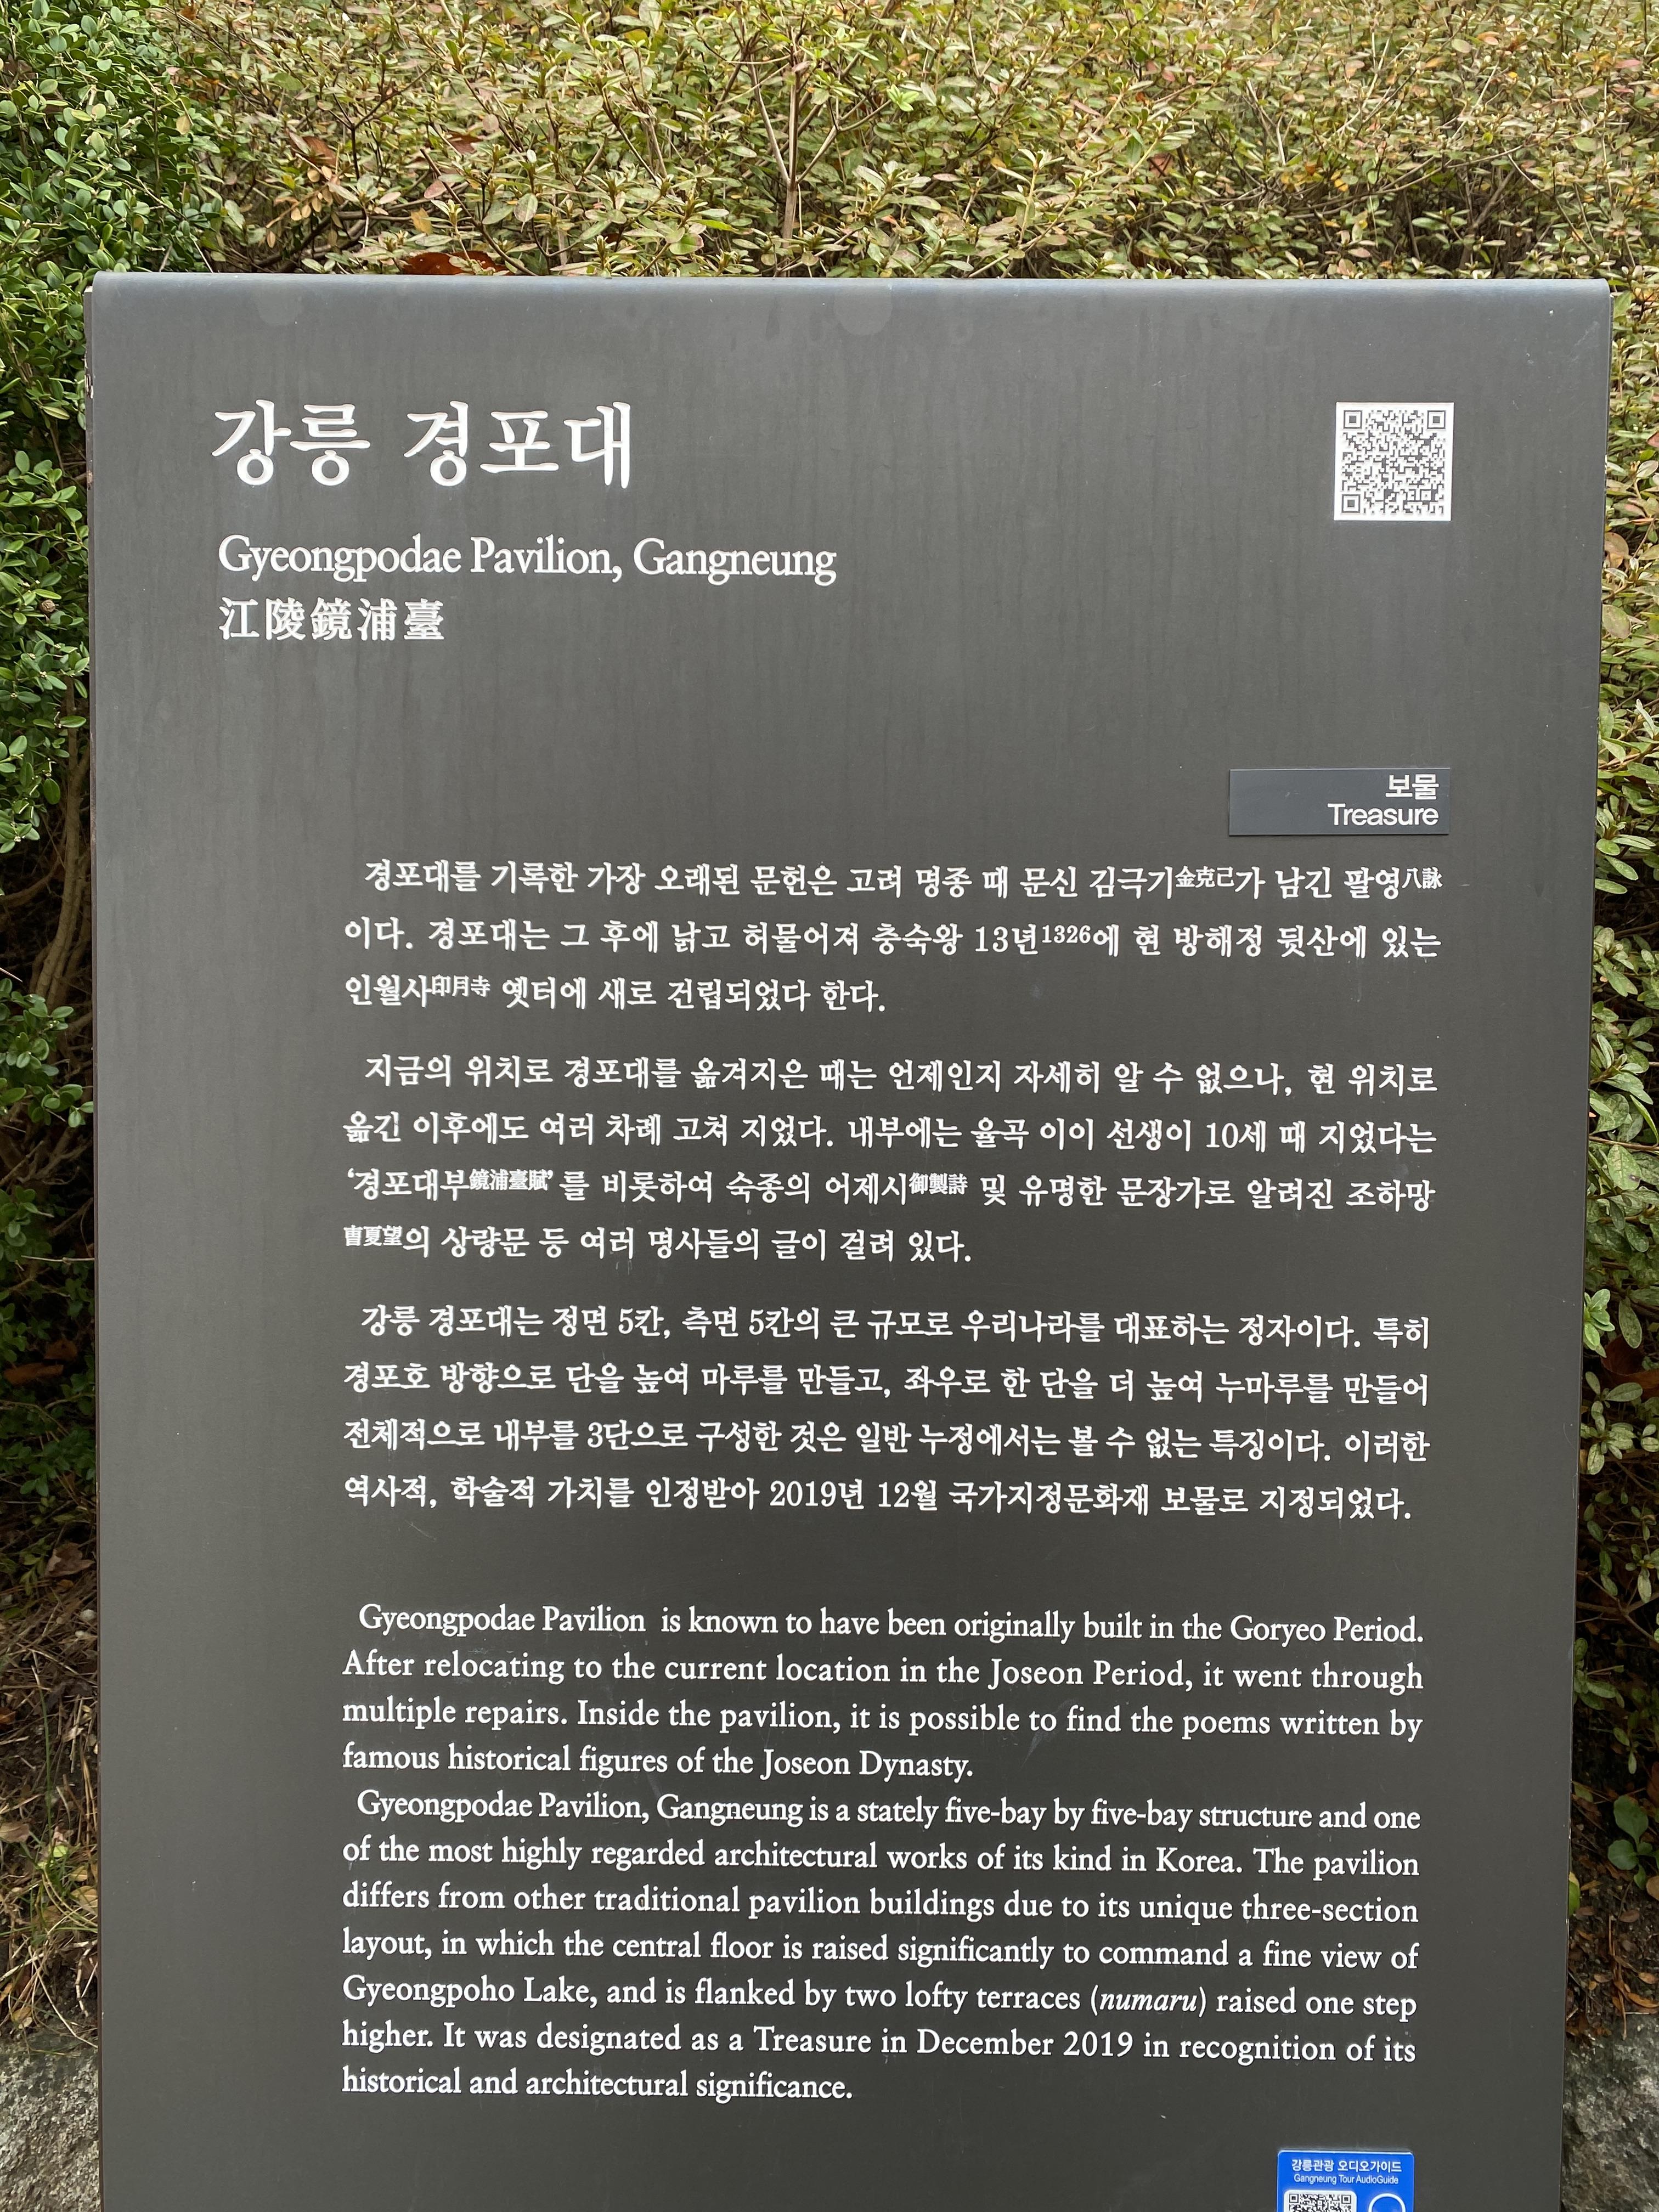 강릉 경포대
Gyeongpodae Pavilion, Gangneung
江陵鏡浦臺
보물
Treasure
경포대를 기록한 가장 오래된 문헌은 고려 명종 때 문신 김극기金克己가 남긴 팔영八詠
이다. 경포대는 그 후에 낡고 허물어져 충숙왕 13년1326에 현 방해정 뒷산에 있는
인월사印月寺 옛터에 새로 건립되었다 한다.
지금의 위치로 경포대를 옮겨지은 때는 언제인지 자세히 알 수 없으나, 현 위치로
옮긴 이후에도 여러 차례 고쳐 지었다. 내부에는 율곡 이이 선생이 10세 때 지었다는
‘경포대부鏡浦臺賦’를 비롯하여 숙종의 어제시御製詩 및 유명한 문장가로 알려진 조하망
曺夏望의 상량문 등 여러 명사들의 글이 걸려 있다.
강릉 경포대는 정면 5칸, 측면 5칸의 큰 규모로 우리나라를 대표하는 정자이다. 특히
경포호 방향으로 단을 높여 마루를 만들고, 좌우로 한 단을 더 높여 누마루를 만들어
전체적으로 내부를 3단으로 구성한 것은 일반 누정에서는 볼 수 없는 특징이다. 이러한
역사적, 학술적 가치를 인정받아 2019년 12월 국가지정문화재 보물로 지정되었다.
Gyeongpodae Pavilion is known to have been originally built in the Goryeo Period.
After relocating to the current location in the Joseon Period, it went through
multiple repairs. Inside the pavilion, it is possible to find the poems written by
famous historical figures of the Joseon Dynasty.
Gyeongpodae Pavilion, Gangneung is a stately five-bay by five-bay structure and one
of the most highly regarded architectural works of its kind in Korea. The pavilion
differs from other traditional pavilion buildings due to its unique three-section
layout, in which the central floor is raised significantly to command a fine view of
Gyeongpoho Lake, and is flanked by two lofty terraces (numaru) raised one step
higher. It was designated as a Treasure in December 2019 in recognition of its
historical and architectural significance.
강릉관광 오디오가이드
Gangneung Tour AudioGuide